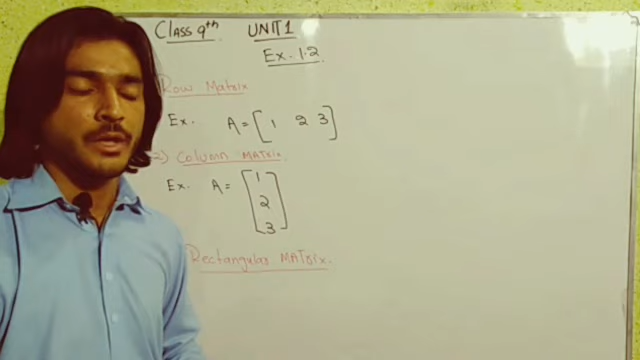 CLASS 9th UNIT 1
Ex. 1.2
Row Matrix
Ex. A = [ 1 2 3 ]
2) Column MATRIX.
Ex. A = [ 1
2
3 ]
Rectangular MATrix.